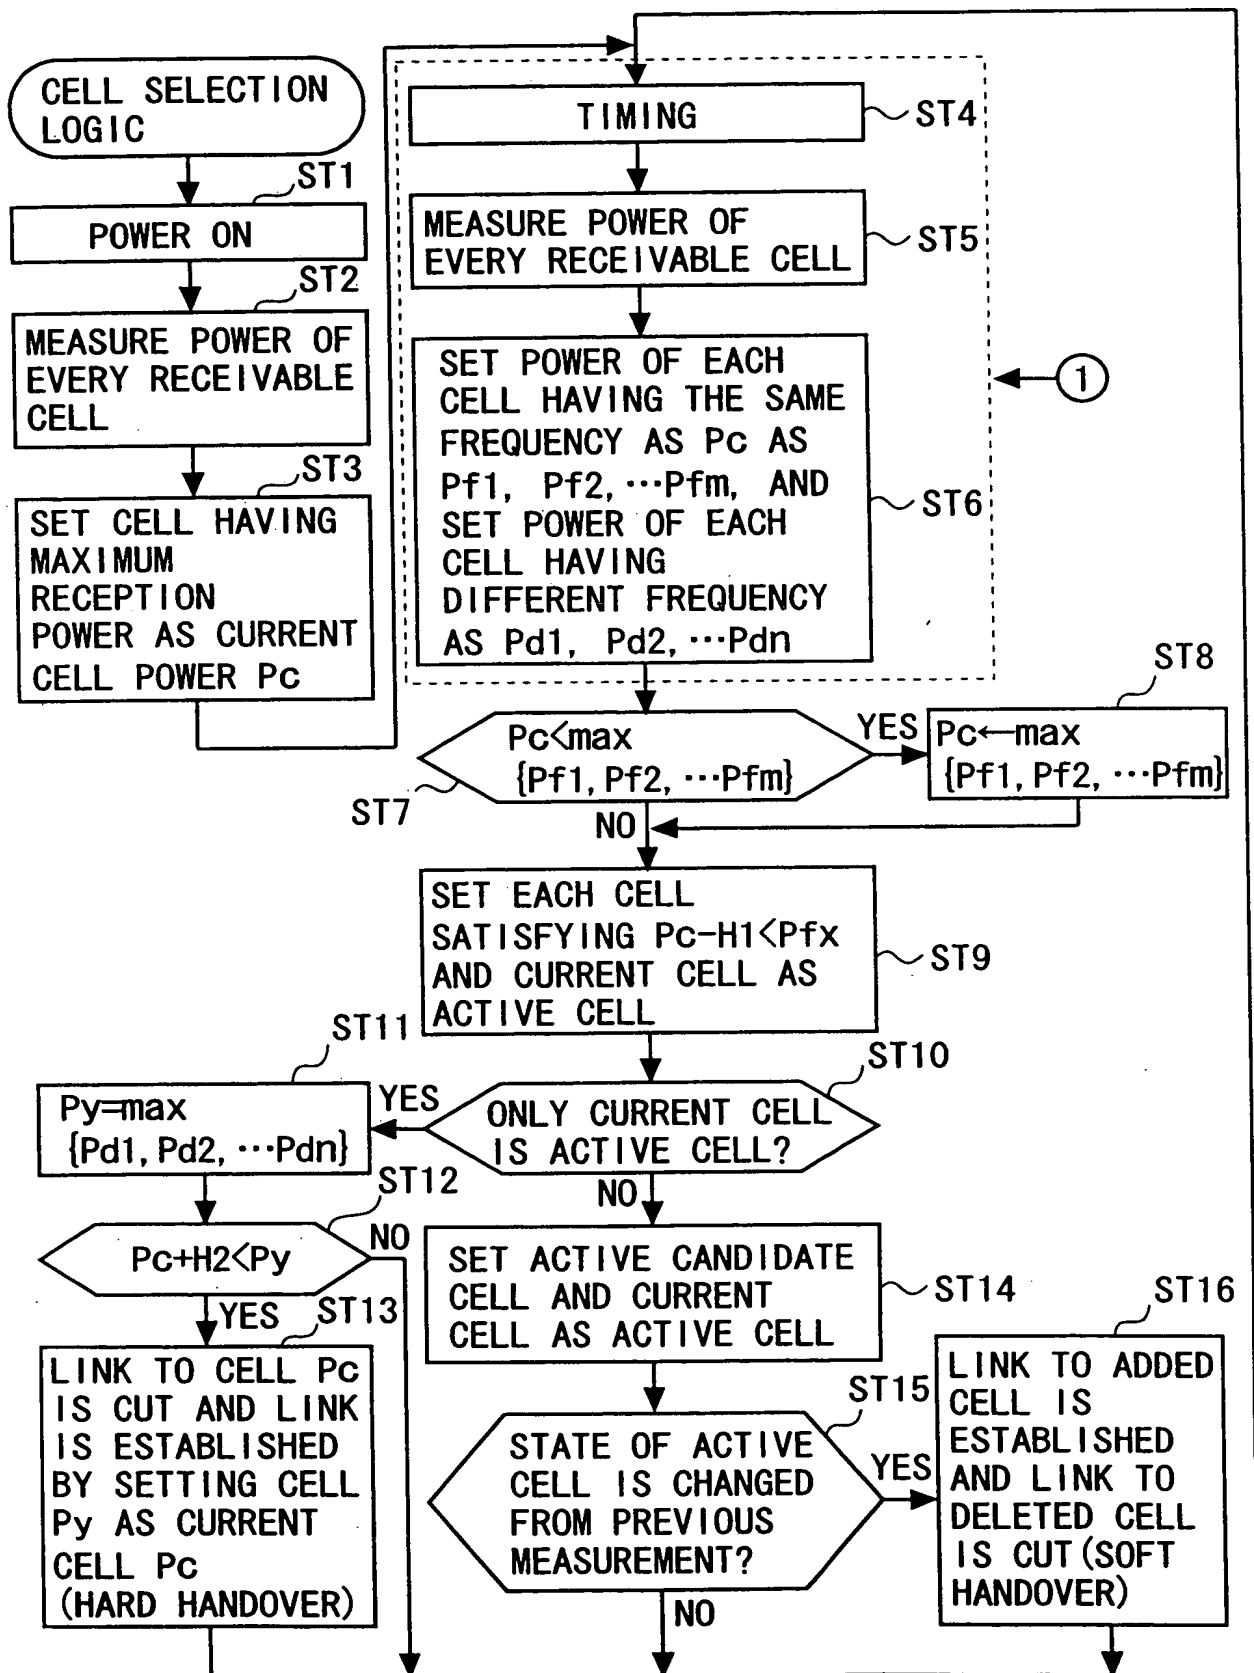 CELL SELECTION
LOGIC
ST1
POWER ON
ST2
MEASURE POWER OF
EVERY RECEIVABLE
CELL
ST3
SET CELL HAVING
MAXIMUM
RECEPTION
POWER AS CURRENT
CELL POWER Pc
TIMING
ST4
MEASURE POWER OF
EVERY RECEIVABLE CELL
ST5
SET POWER OF EACH
CELL HAVING THE SAME
FREQUENCY AS Pc AS
Pf1, Pf2, ···Pfm, AND
SET POWER OF EACH
CELL HAVING
DIFFERENT FREQUENCY
AS Pd1, Pd2, ···Pdn
ST6
1
Pc<max
{Pf1, Pf2, ···Pfm}
ST7
YES
NO
ST8
Pc←max
{Pf1, Pf2, ···Pfm}
SET EACH CELL
SATISFYING Pc-H1<Pfx
AND CURRENT CELL AS
ACTIVE CELL
ST9
ST10
ONLY CURRENT CELL
IS ACTIVE CELL?
YES
NO
ST11
Py=max
{Pd1, Pd2, ···Pdn}
ST12
Pc+H2<Py
NO
YES
ST13
LINK TO CELL Pc
IS CUT AND LINK
IS ESTABLISHED
BY SETTING CELL
Py AS CURRENT
CELL Pc
(HARD HANDOVER)
SET ACTIVE CANDIDATE
CELL AND CURRENT
CELL AS ACTIVE CELL
ST14
ST15
STATE OF ACTIVE
CELL IS CHANGED
FROM PREVIOUS
MEASUREMENT?
YES
NO
ST16
LINK TO ADDED
CELL IS
ESTABLISHED
AND LINK TO
DELETED CELL
IS CUT(SOFT
HANDOVER)